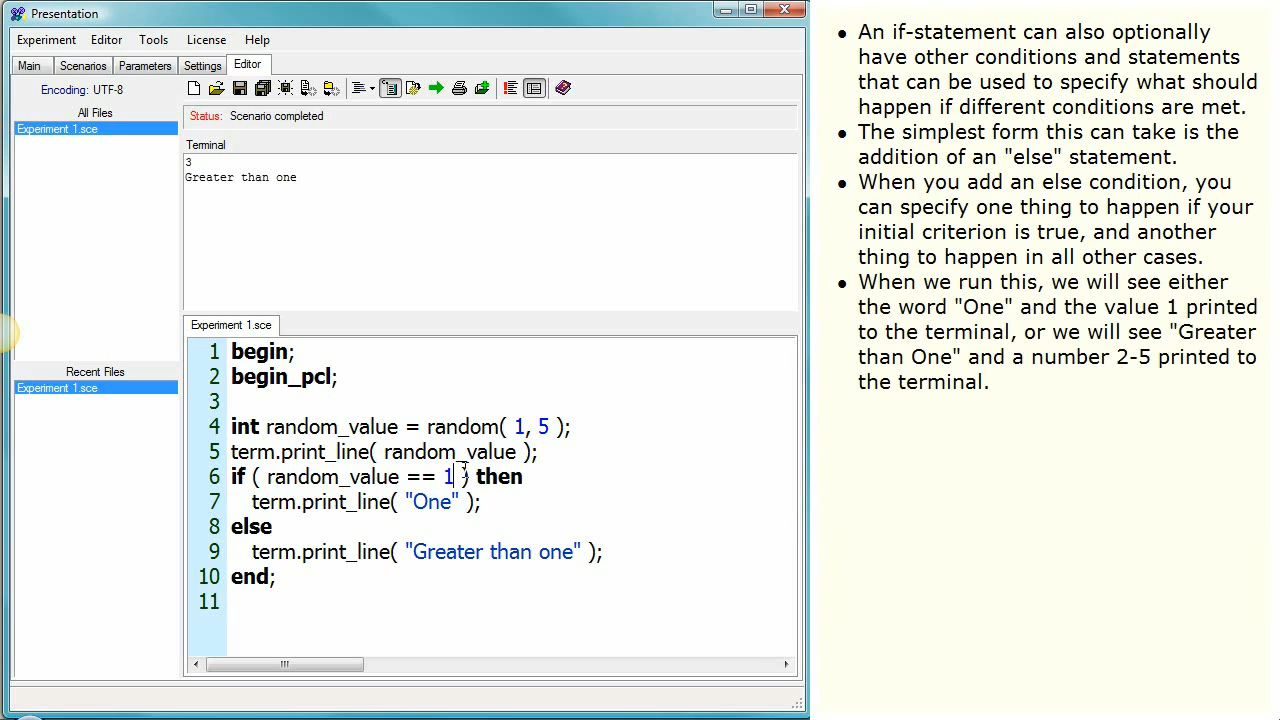 Presentation
Experiment Editor Tools License Help
Main Scenarios Parameters Settings Editor
Encoding: UTF-8
All Files
Experiment 1.sce
Recent Files
Experiment 1.sce
Status: Scenario completed
Terminal
3
Greater than one
Experiment 1.sce
1 begin;
2 begin_pcl;
3
4 int random_value = random( 1, 5 );
5 term.print_line( random_value );
6 if ( random_value == 1 ) then
7 term.print_line( "One" );
8 else
9 term.print_line( "Greater than one" );
10 end;
11
• An if-statement can also optionally
have other conditions and statements
that can be used to specify what should
happen if different conditions are met.
• The simplest form this can take is the
addition of an "else" statement.
• When you add an else condition, you
can specify one thing to happen if your
initial criterion is true, and another
thing to happen in all other cases.
• When we run this, we will see either
the word "One" and the value 1 printed
to the terminal, or we will see "Greater
than One" and a number 2-5 printed to
the terminal.